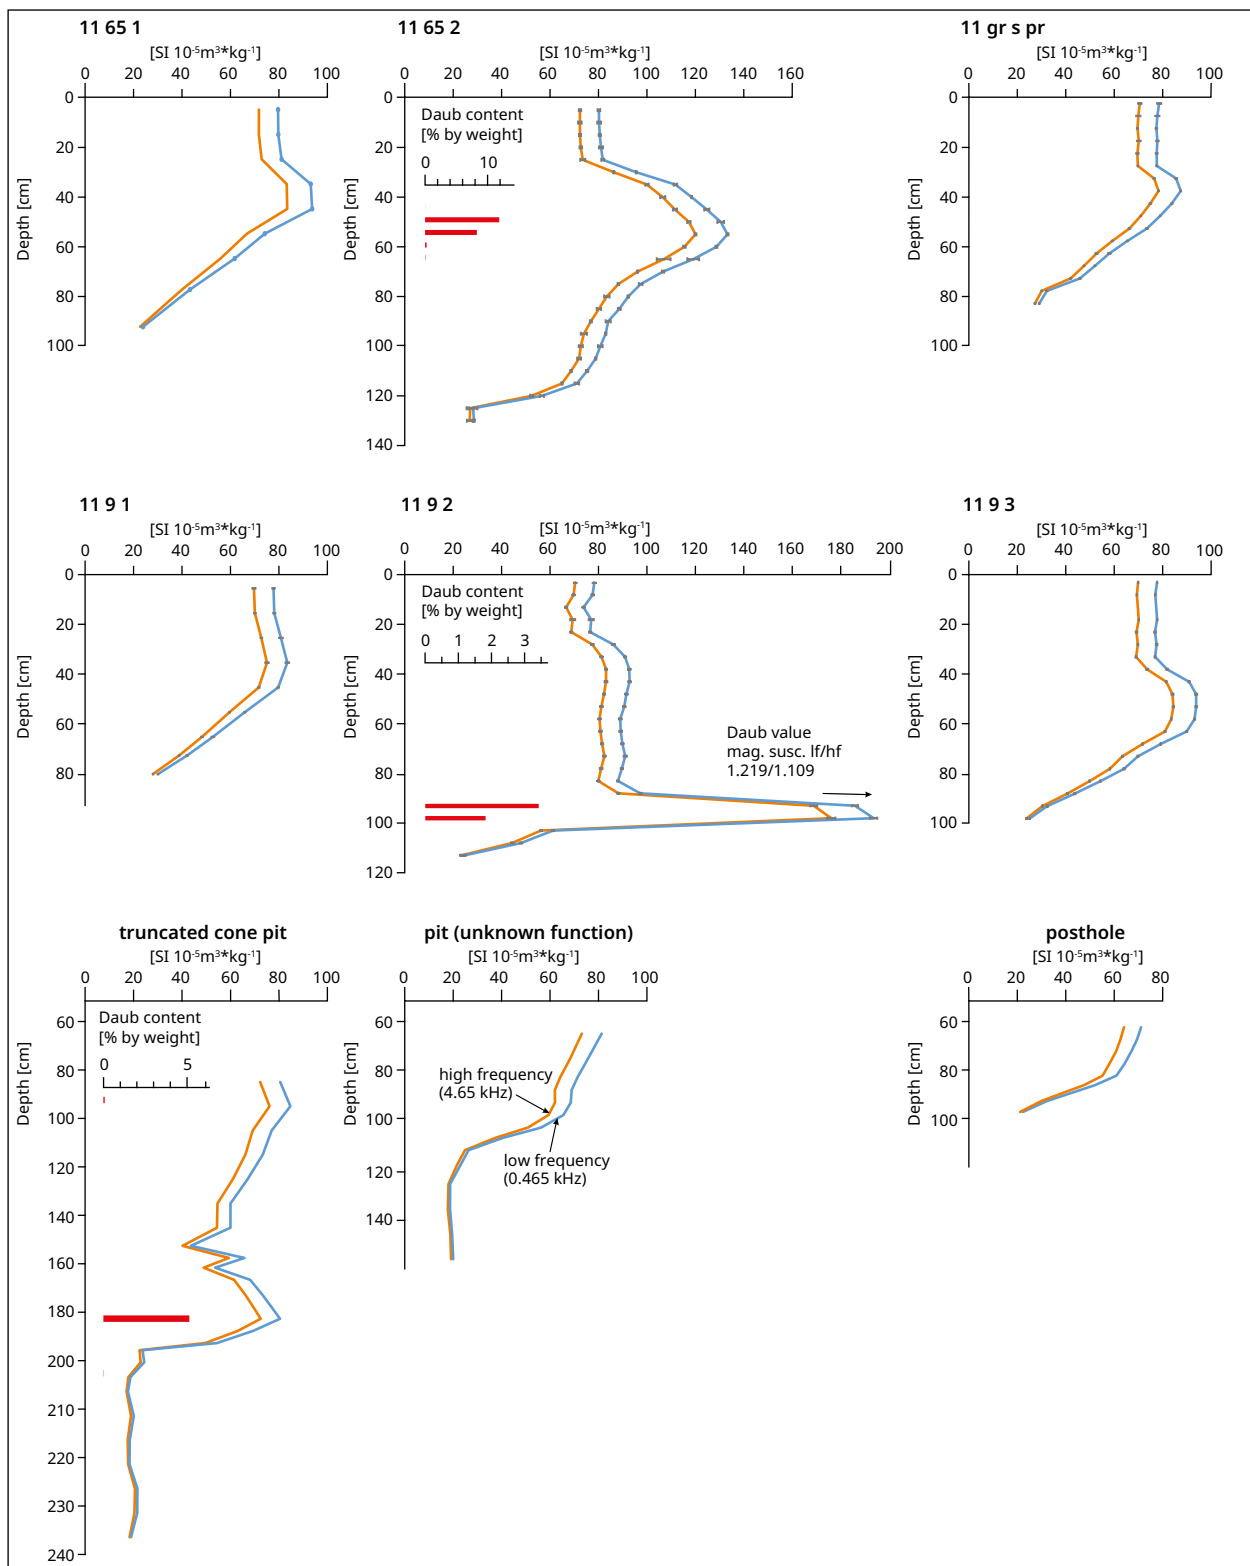 11 65 1
[SI 10⁻⁵m³*kg⁻¹]
0 20 40 60 80 100
Depth [cm]
0
20
40
60
80
100
11 65 2
[SI 10⁻⁵m³*kg⁻¹]
0 20 40 60 80 100 120 140 160
Depth [cm]
0
20
40
60
80
100
120
140
Daub content
[% by weight]
0 10
11 gr s pr
[SI 10⁻⁵m³*kg⁻¹]
0 20 40 60 80 100
Depth [cm]
0
20
40
60
80
100
11 9 1
[SI 10⁻⁵m³*kg⁻¹]
0 20 40 60 80 100
Depth [cm]
0
20
40
60
80
11 9 2
[SI 10⁻⁵m³*kg⁻¹]
0 20 40 60 80 100 120 140 160 180 200
Depth [cm]
0
20
40
60
80
100
120
Daub content
[% by weight]
0 1 2 3
Daub value
mag. susc. lf/hf
1.219/1.109
11 9 3
[SI 10⁻⁵m³*kg⁻¹]
0 20 40 60 80 100
Depth [cm]
0
20
40
60
80
100
truncated cone pit
[SI 10⁻⁵m³*kg⁻¹]
0 20 40 60 80 100
Depth [cm]
60
80
100
120
140
160
180
200
210
220
230
240
Daub content
[% by weight]
0 5
pit (unknown function)
[SI 10⁻⁵m³*kg⁻¹]
0 20 40 60 80 100
Depth [cm]
60
80
100
120
140
high frequency
(4.65 kHz)
low frequency
(0.465 kHz)
posthole
[SI 10⁻⁵m³*kg⁻¹]
0 20 40 60 80
Depth [cm]
60
80
100